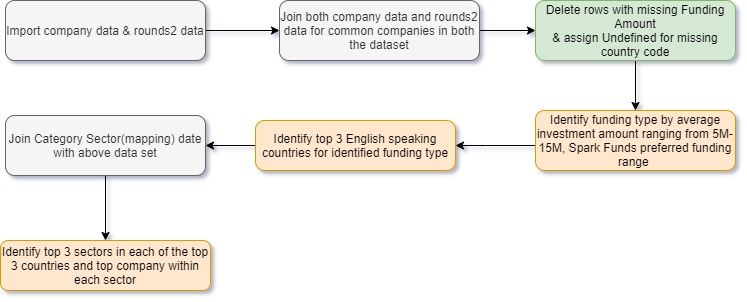 Import company data & rounds2 data
Join both company data and rounds2
data for common companies in both
the dataset
Delete rows with missing Funding
Amount
& assign Undefined for missing
country code
Identify funding type by average
investment amount ranging from 5M-
15M, Spark Funds preferred funding
range
Identify top 3 English speaking
countries for identified funding type
Join Category Sector(mapping) date
with above data set
Identify top 3 sectors in each of the top
3 countries and top company within
each sector